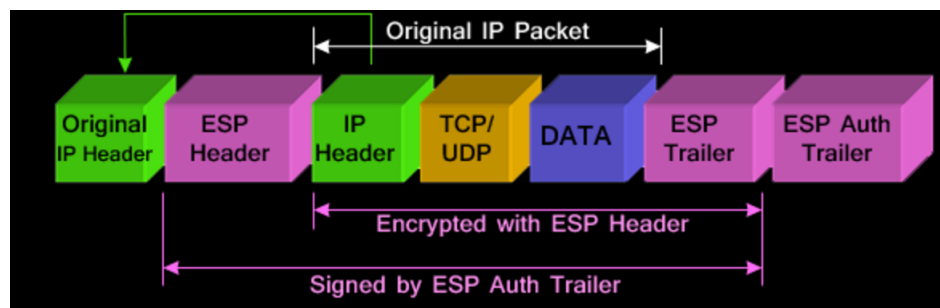 Original IP Packet
Original
IP Header
ESP
Header
IP
Header
TCP/
UDP
DATA
ESP
Trailer
ESP Auth
Trailer
Encrypted with ESP Header
Signed by ESP Auth Trailer